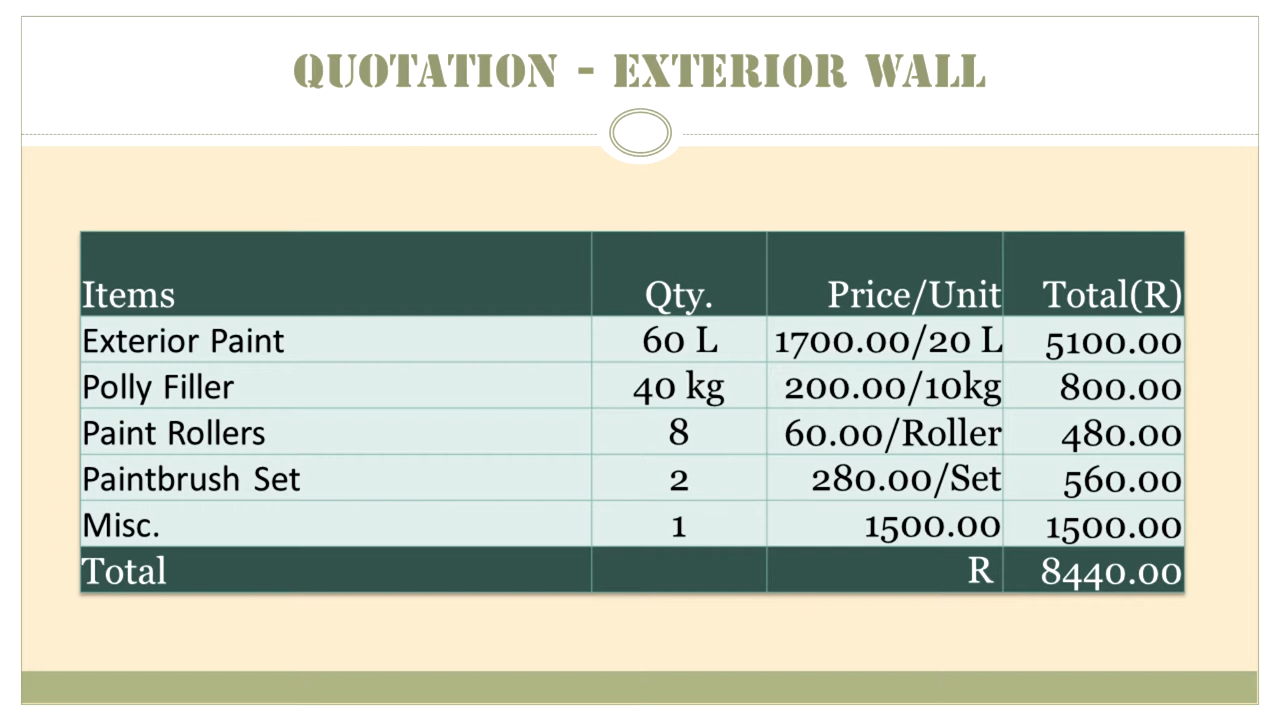 QUOTATION - EXTERIOR WALL
Items Qty. Price/Unit Total(R)
Exterior Paint 60 L 1700.00/20 L 5100.00
Polly Filler 40 kg 200.00/10kg 800.00
Paint Rollers 8 60.00/Roller 480.00
Paintbrush Set 2 280.00/Set 560.00
Misc. 1 1500.00 1500.00
Total R 8440.00